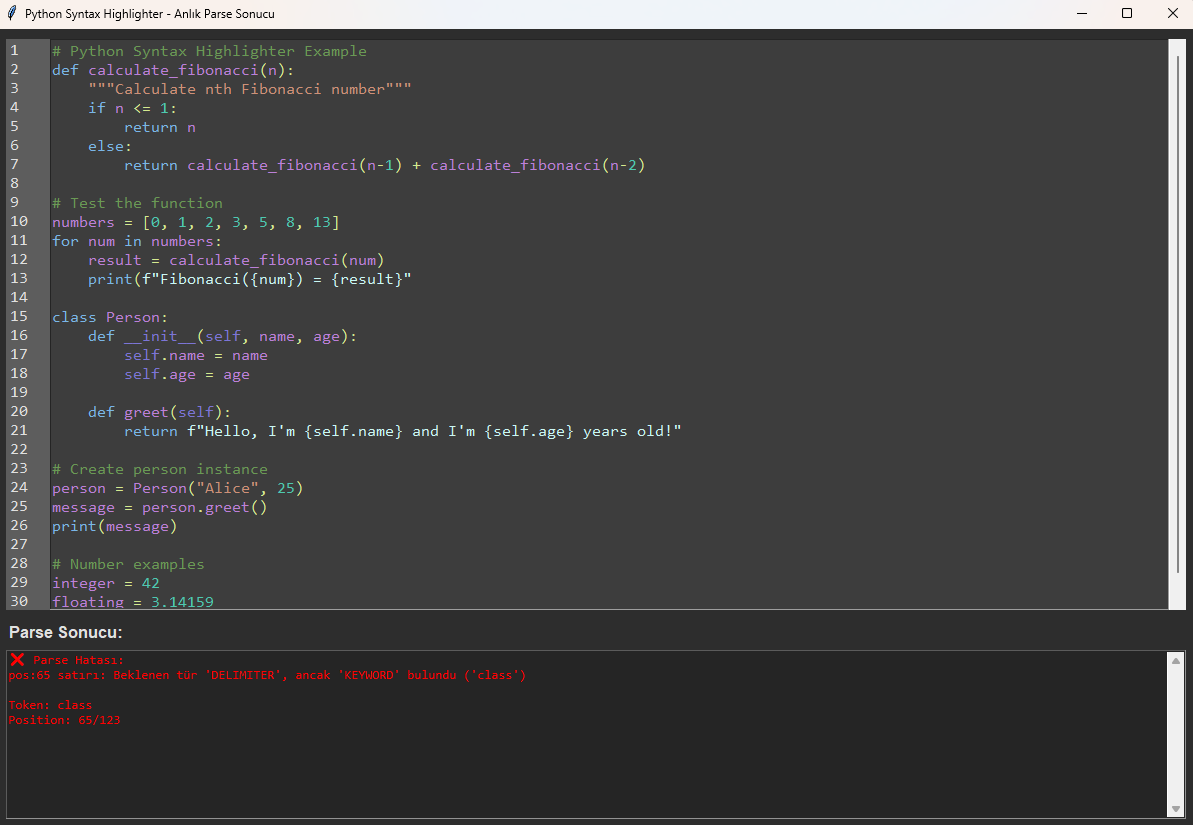 Python Syntax Highlighter - Anlık Parse Sonucu
1 # Python Syntax Highlighter Example
2 def calculate_fibonacci(n):
3     """Calculate nth Fibonacci number"""
4     if n <= 1:
5         return n
6     else:
7         return calculate_fibonacci(n-1) + calculate_fibonacci(n-2)
8
9 # Test the function
10 numbers = [0, 1, 2, 3, 5, 8, 13]
11 for num in numbers:
12     result = calculate_fibonacci(num)
13     print(f"Fibonacci({num}) = {result}"
14
15 class Person:
16     def __init__(self, name, age):
17         self.name = name
18         self.age = age
19
20     def greet(self):
21         return f"Hello, I'm {self.name} and I'm {self.age} years old!"
22
23 # Create person instance
24 person = Person("Alice", 25)
25 message = person.greet()
26 print(message)
27
28 # Number examples
29 integer = 42
30 floating = 3.14159
Parse Sonucu:
❌ Parse Hatası:
pos:65 satırı: Beklenen tür 'DELIMITER', ancak 'KEYWORD' bulundu ('class')
Token: class
Position: 65/123